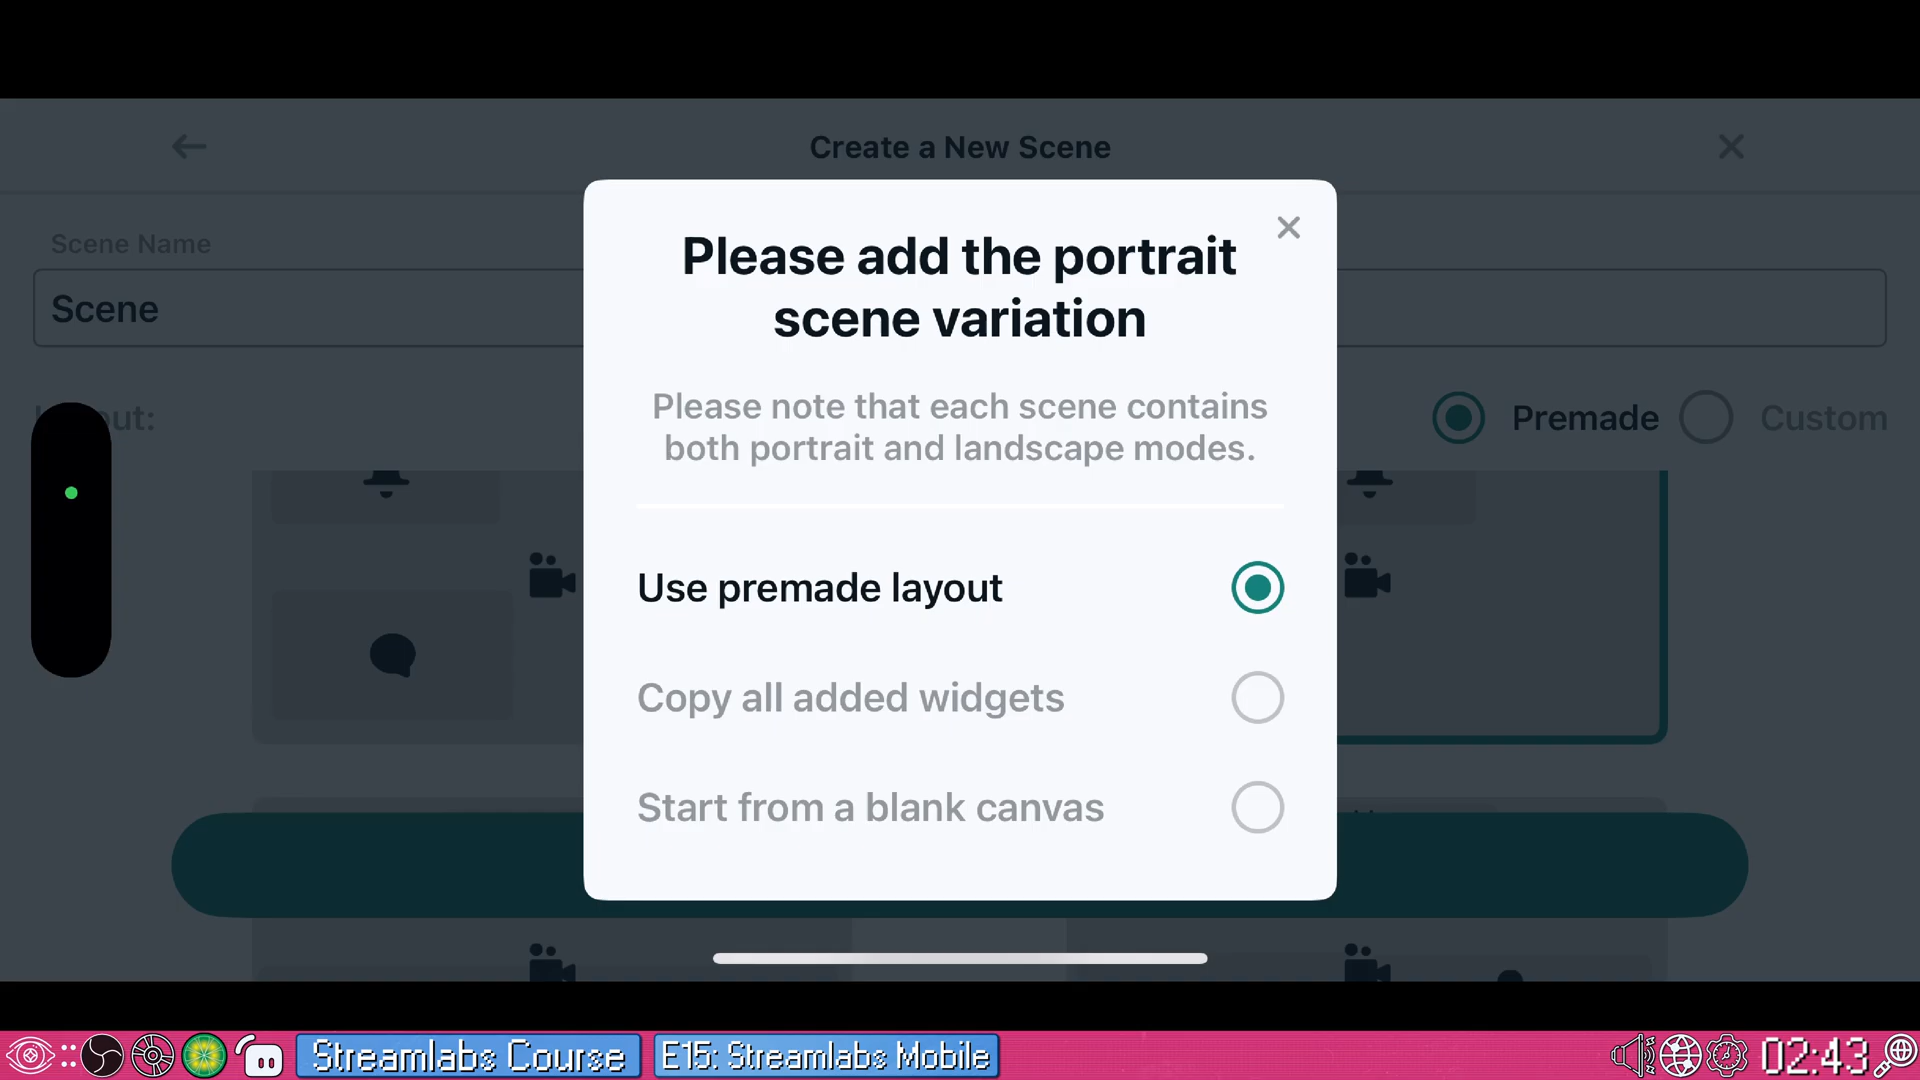 Create a New Scene
Please add the portrait
scene variation
Please note that each scene contains
both portrait and landscape modes.
Scene Name
Scene
out:
Premade
Custom
Use premade layout
Copy all added widgets
Start from a blank canvas
Streamlabs Course
E15: Streamlabs Mobile
02:43